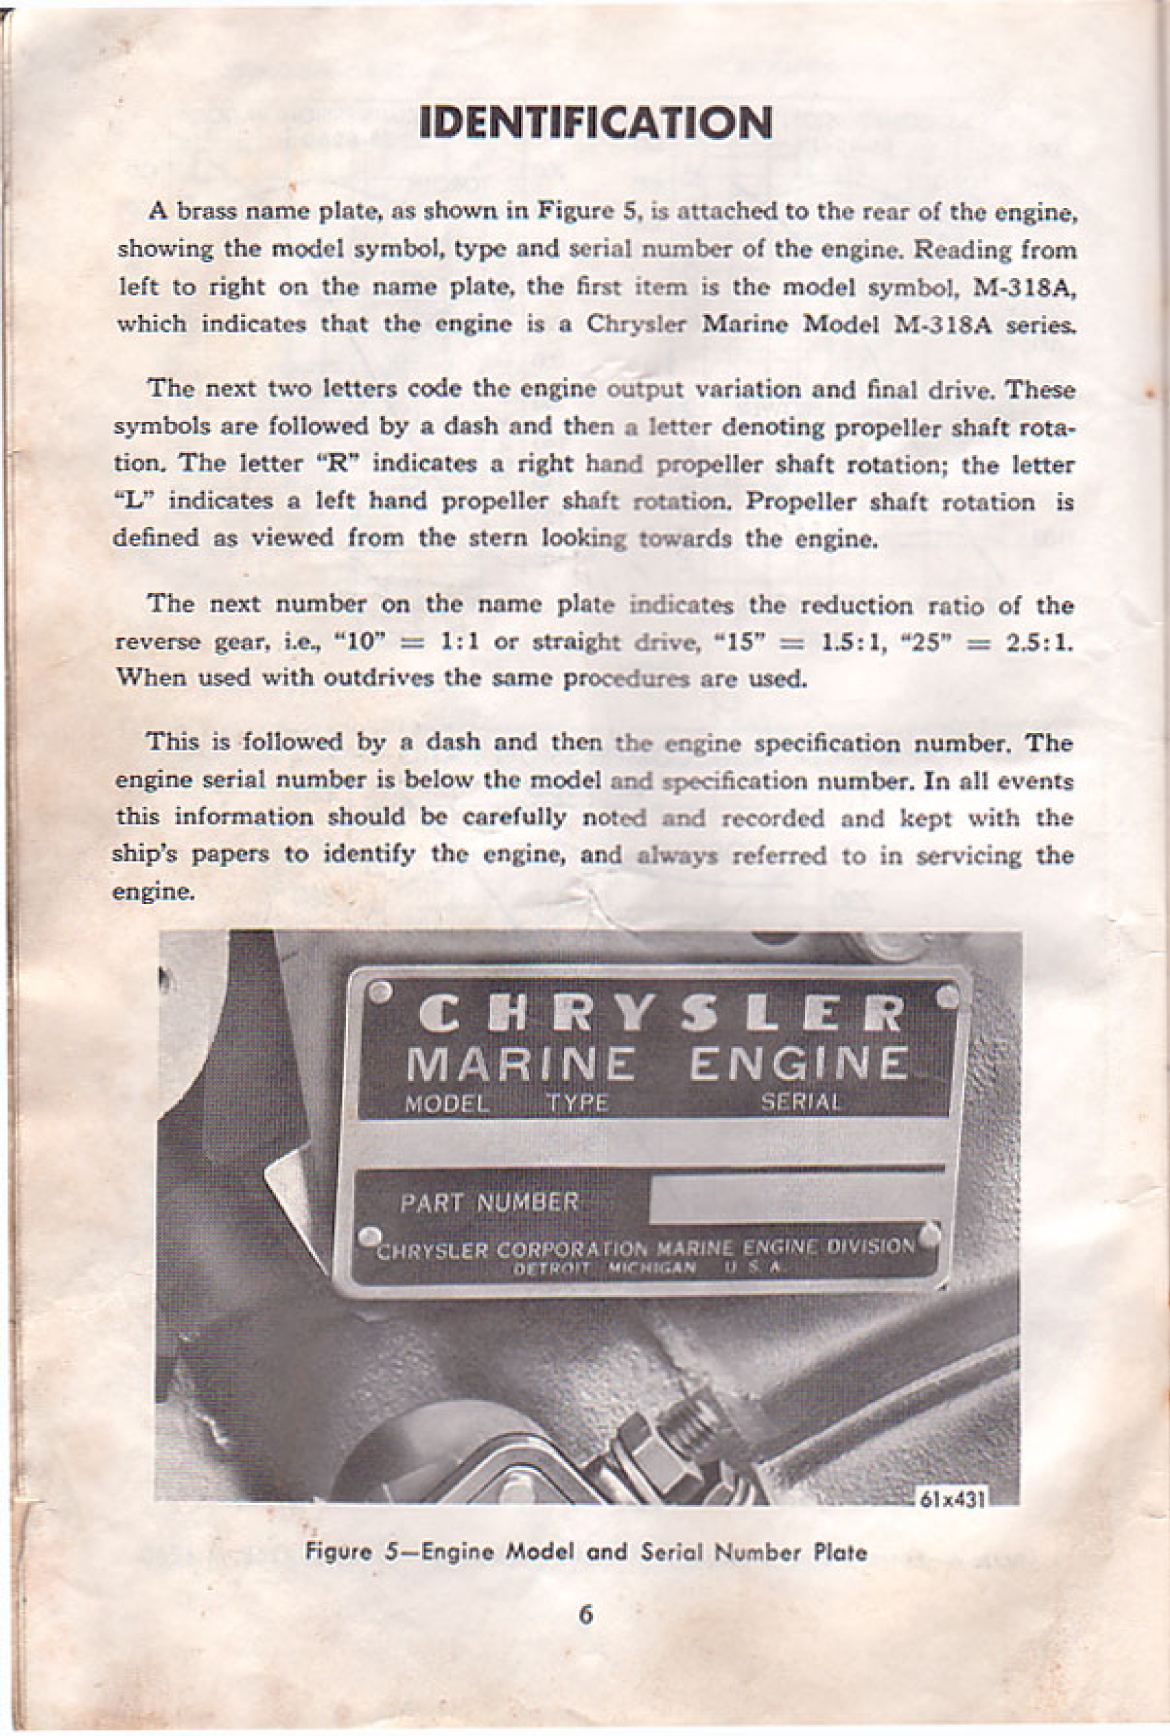 IDENTIFICATION
A brass name plate, as shown in Figure 5, is attached to the rear of the engine,
showing the model symbol, type and serial number of the engine. Reading from
left to right on the name plate, the first item is the model symbol, M-318A,
which indicates that the engine is a Chrysler Marine Model M-318A series.
The next two letters code the engine output variation and final drive. These
symbols are followed by a dash and then a letter denoting propeller shaft rota-
tion. The letter “R” indicates a right hand propeller shaft rotation; the letter
“L” indicates a left hand propeller shaft rotation. Propeller shaft rotation is
defined as viewed from the stern looking towards the engine.
The next number on the name plate indicates the reduction ratio of the
reverse gear, i.e., “10” = 1:1 or straight drive, “15” = 1.5:1, “25” = 2.5:1.
When used with outdrives the same procedures are used.
This is followed by a dash and then the engine specification number. The
engine serial number is below the model and specification number. In all events
this information should be carefully noted and recorded and kept with the
ship's papers to identify the engine, and always referred to in servicing the
engine.
CHRYSLER
MARINE ENGINE
MODEL TYPE SERIAL
PART NUMBER
CHRYSLER CORPORATION MARINE ENGINE DIVISION
DETROIT MICHIGAN U. S. A.
61x431
Figure 5—Engine Model and Serial Number Plate
6